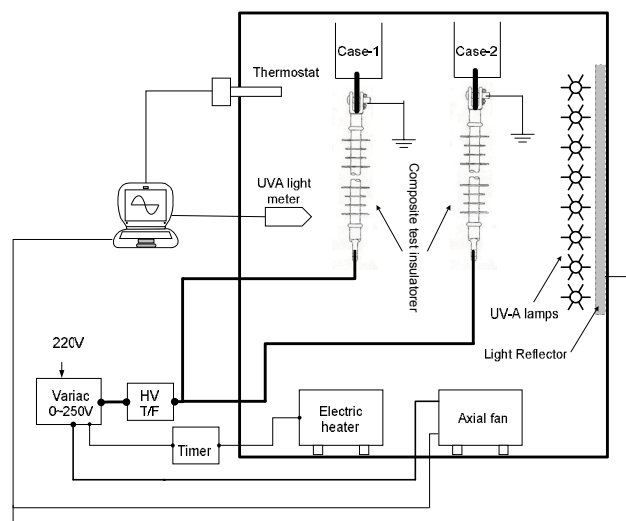 Case-1
Case-2
Thermostat
UVA light
meter
Composite test insulatorer
UV-A lamps
Light Reflector
220V
Variac
0~250V
HV
T/F
Timer
Electric
heater
Axial fan